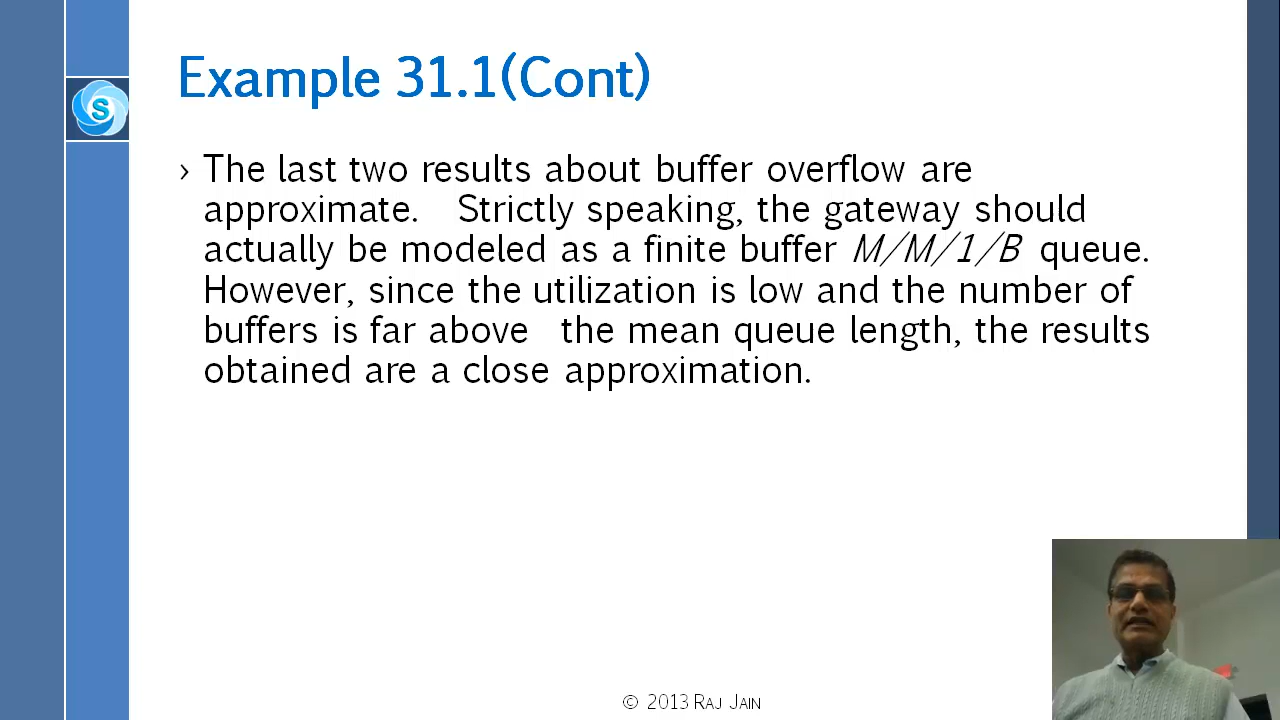 Example 31.1(Cont)
S
› The last two results about buffer overflow are
approximate. Strictly speaking, the gateway should
actually be modeled as a finite buffer M/M/1/B queue.
However, since the utilization is low and the number of
buffers is far above the mean queue length, the results
obtained are a close approximation.
© 2013 RAJ JAIN